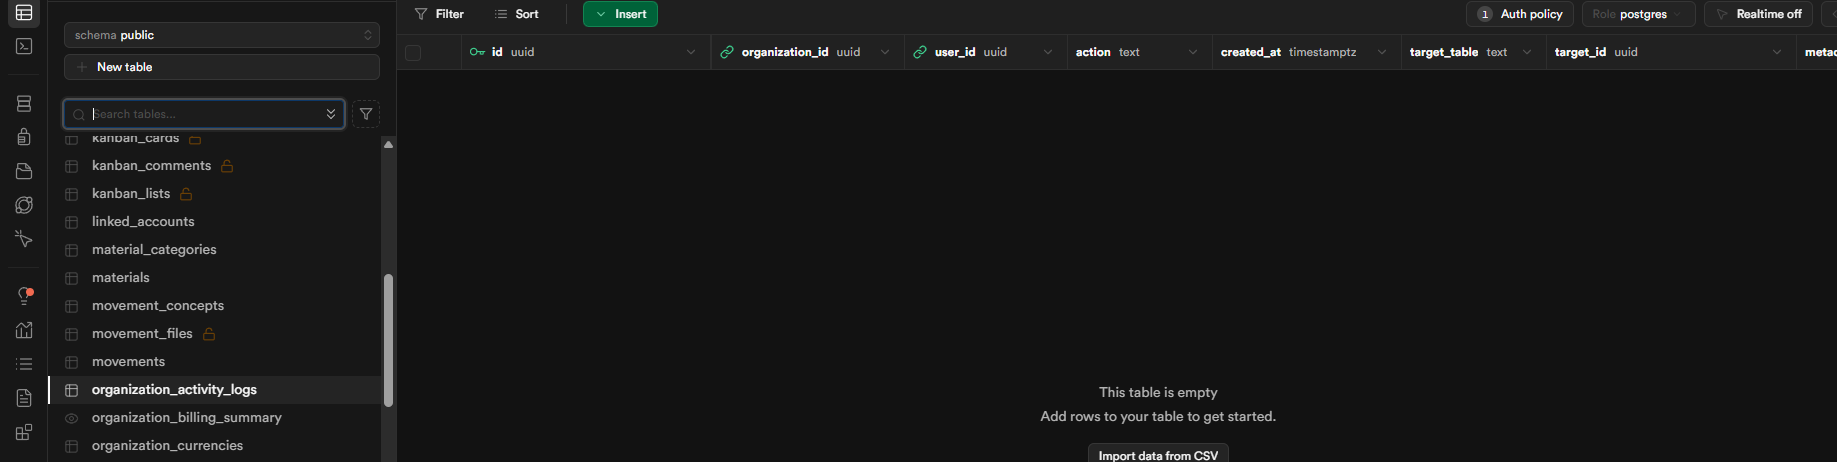 schema public
New table
Search tables...
kanban_cards
kanban_comments
kanban_lists
linked_accounts
material_categories
materials
movement_concepts
movement_files
movements
organization_activity_logs
organization_billing_summary
organization_currencies
Filter Sort Insert 1 Auth policy Role postgres Realtime off
id uuid organization_id uuid user_id uuid action text created_at timestamptz target_table text target_id uuid
This table is empty
Add rows to your table to get started.
Import data from CSV